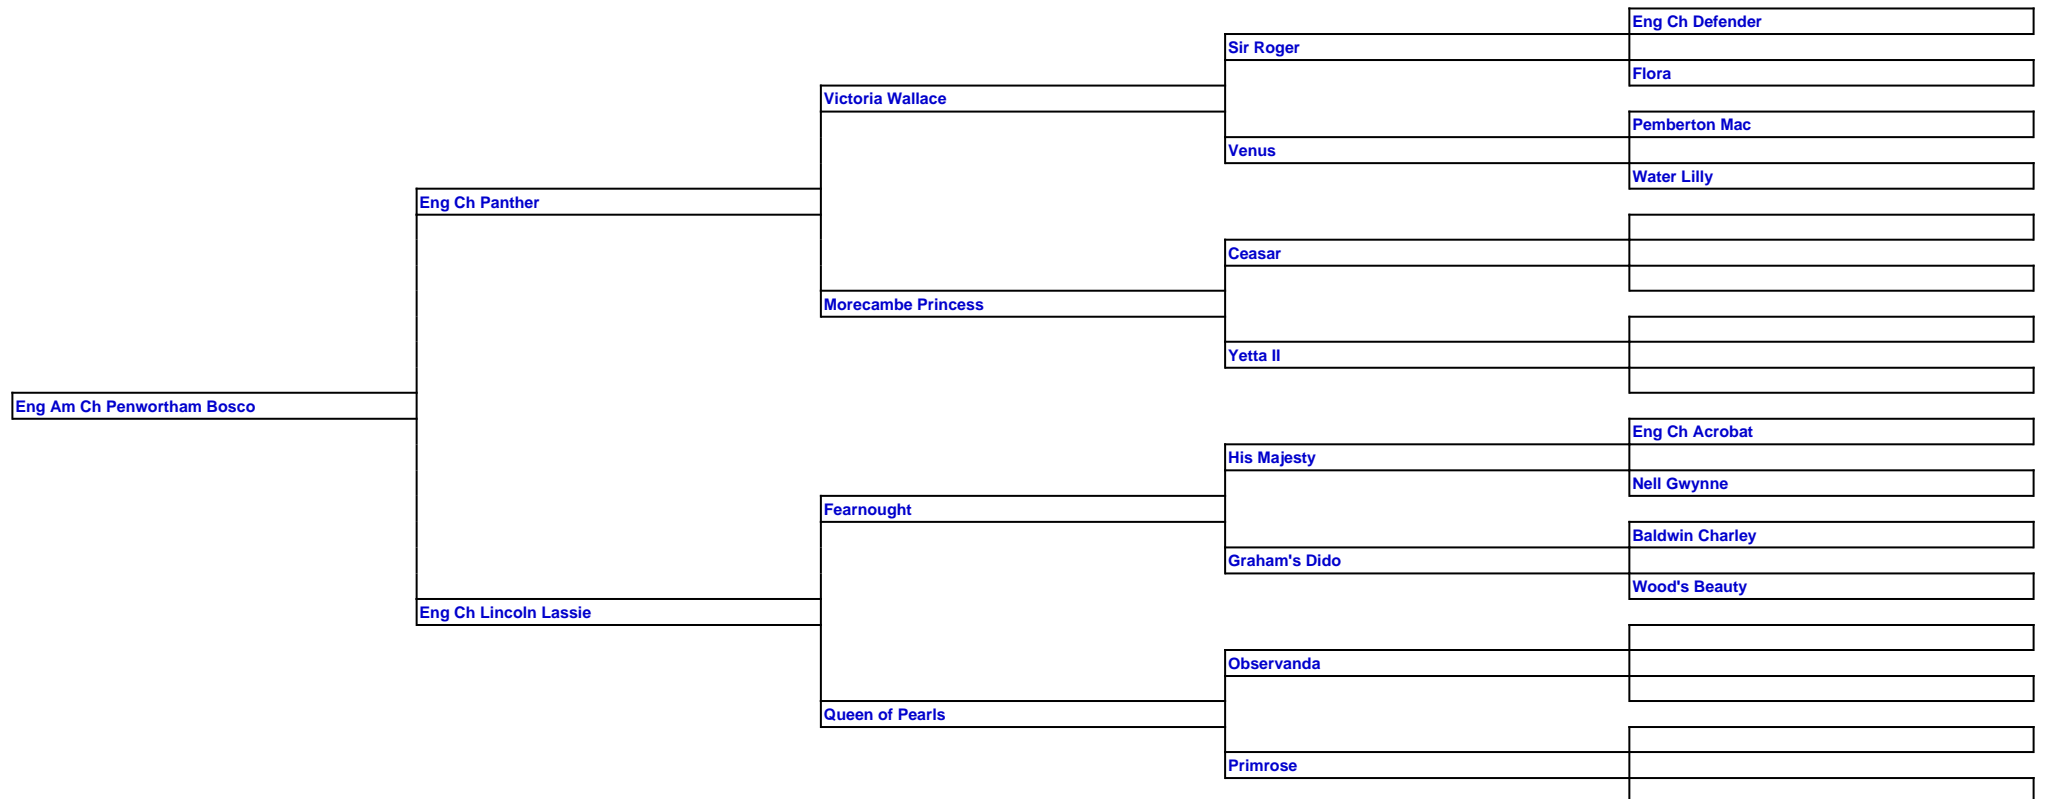 Eng Ch Defender
Sir Roger
Flora
Victoria Wallace
Pemberton Mac
Venus
Water Lilly
Eng Ch Panther
Ceasar
Morecambe Princess
Yetta II
Eng Am Ch Penwortham Bosco
Eng Ch Acrobat
His Majesty
Nell Gwynne
Fearnought
Baldwin Charley
Graham's Dido
Wood's Beauty
Eng Ch Lincoln Lassie
Observanda
Queen of Pearls
Primrose